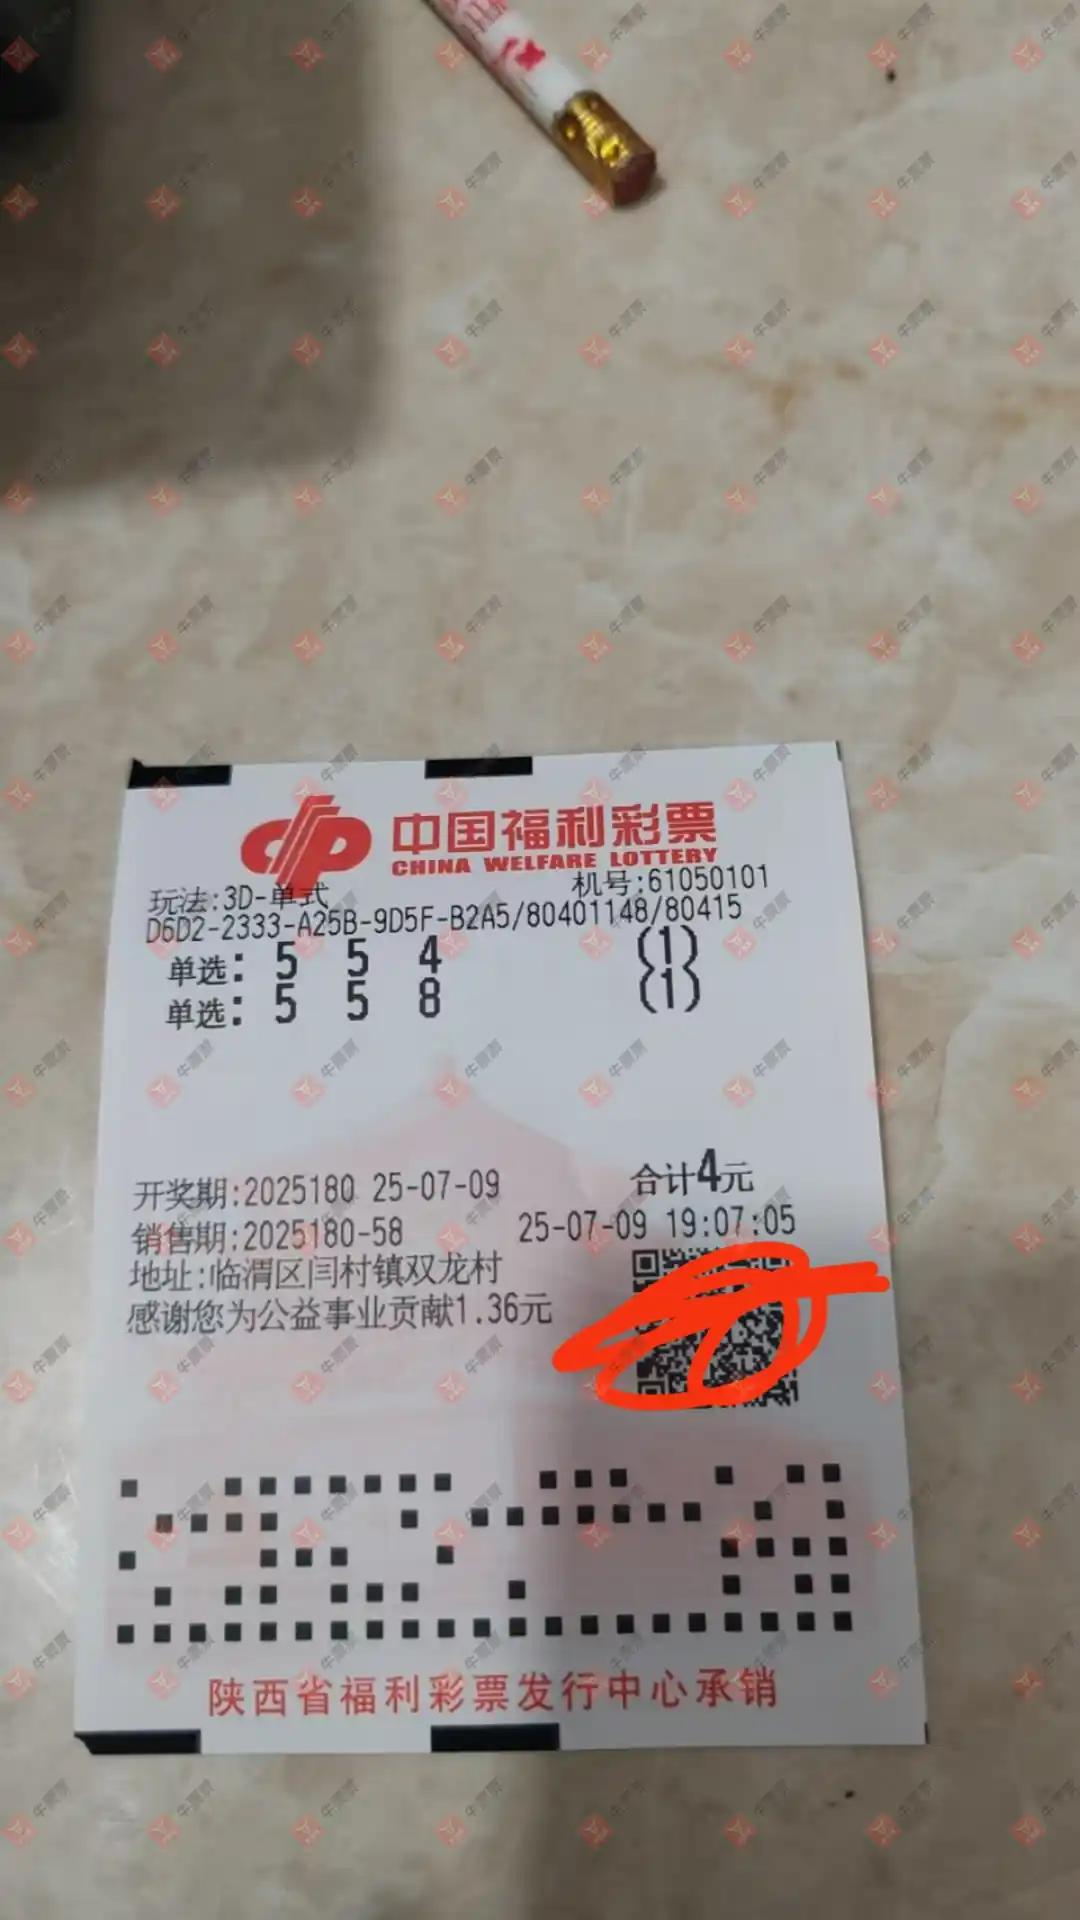 中国福利彩票
CHINA WELFARE LOTTERY
玩法:3D-单式 机号:61050101
D6D2-2333-A25B-9D5F-B2A5/80401148/80415
单选: 5 5 4 (1)
单选: 5 5 8 (1)
开奖期:2025180 25-07-09 合计4元
销售期:2025180-58 25-07-09 19:07:05
地址:临渭区闫村镇双龙村
感谢您为公益事业贡献1.36元
陕西省福利彩票发行中心承销